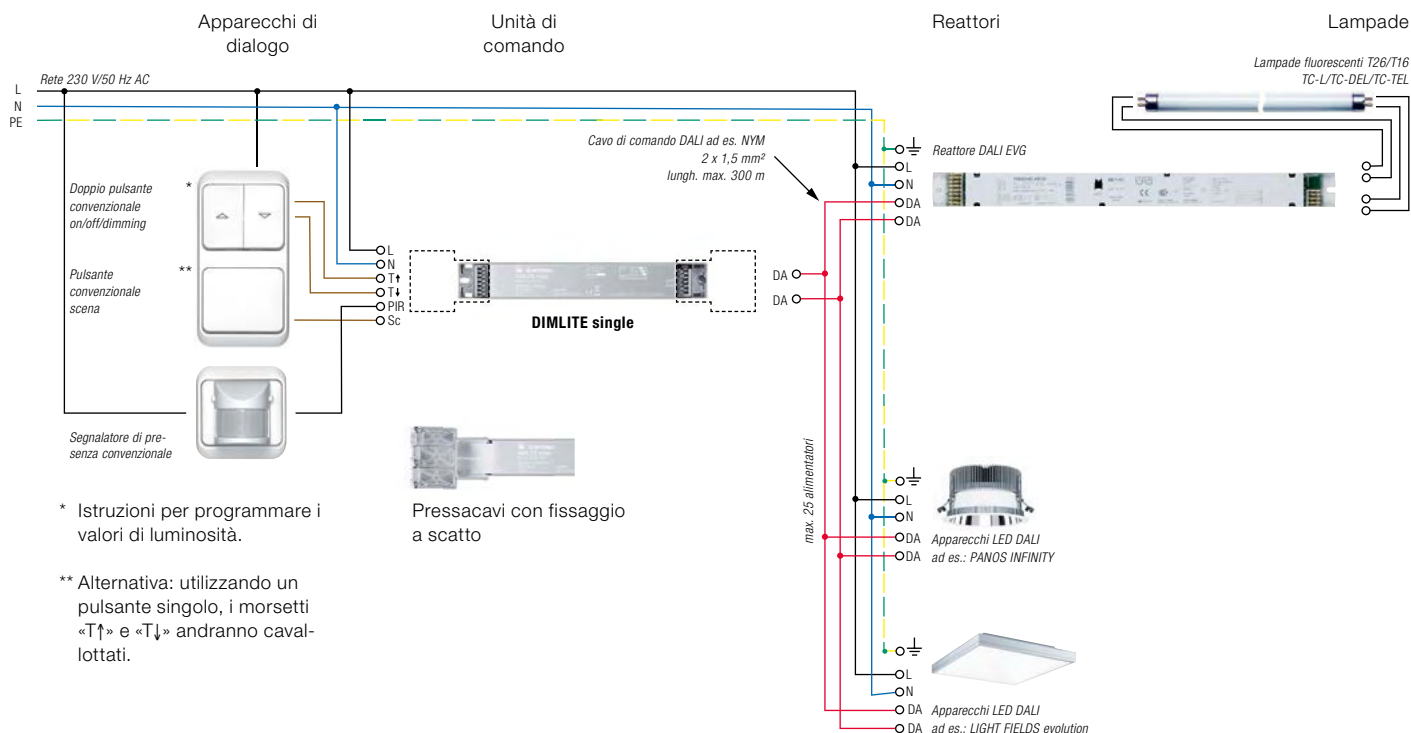 Apparecchi di
dialogo
Unità di
comando
Reattori
Lampade
Rete 230 V/50 Hz AC
L
N
PE
Lampade fluorescenti T26/T16
TC-L/TC-DEL/TC-TEL
Cavo di comando DALI ad es. NYM
2 x 1,5 mm²
lungh. max. 300 m
Reattore DALI EVG
L
N
DA
DA
Doppio pulsante
convenzionale
on/off/dimming
*
Pulsante
convenzionale
scena
**
L
N
T↑
T↓
PIR
Sc
DIMLITE single
DA
DA
Segnalatore di pre-
senza convenzionale
max. 25 alimentatori
* Istruzioni per programmare i
valori di luminosità.
Pressacavi con fissaggio
a scatto
** Alternativa: utilizzando un
pulsante singolo, i morsetti
«T↑» e «T↓» andranno caval-
lottati.
L
N
DA Apparecchi LED DALI
DA ad es.: PANOS INFINITY
L
N
DA Apparecchi LED DALI
DA ad es.: LIGHT FIELDS evolution